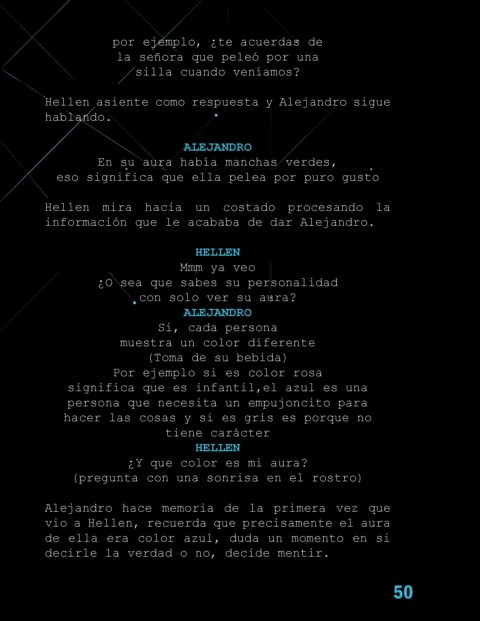 por ejemplo, ¿te acuerdas de
la señora que peleó por una
silla cuando veníamos?
Hellen asiente como respuesta y Alejandro sigue
hablando.
ALEJANDRO
En su aura había manchas verdes,
eso significa que ella pelea por puro gusto
Hellen mira hacia un costado procesando la
información que le acababa de dar Alejandro.
HELLEN
Mmm ya veo
¿O sea que sabes su personalidad
con solo ver su aura?
ALEJANDRO
Si, cada persona
muestra un color diferente
(Toma de su bebida)
Por ejemplo si es color rosa
significa que es infantil,el azul es una
persona que necesita un empujoncito para
hacer las cosas y si es gris es porque no
tiene carácter
HELLEN
¿Y que color es mi aura?
(pregunta con una sonrisa en el rostro)
Alejandro hace memoria de la primera vez que
vio a Hellen, recuerda que precisamente el aura
de ella era color azul, duda un momento en si
decirle la verdad o no, decide mentir.
50